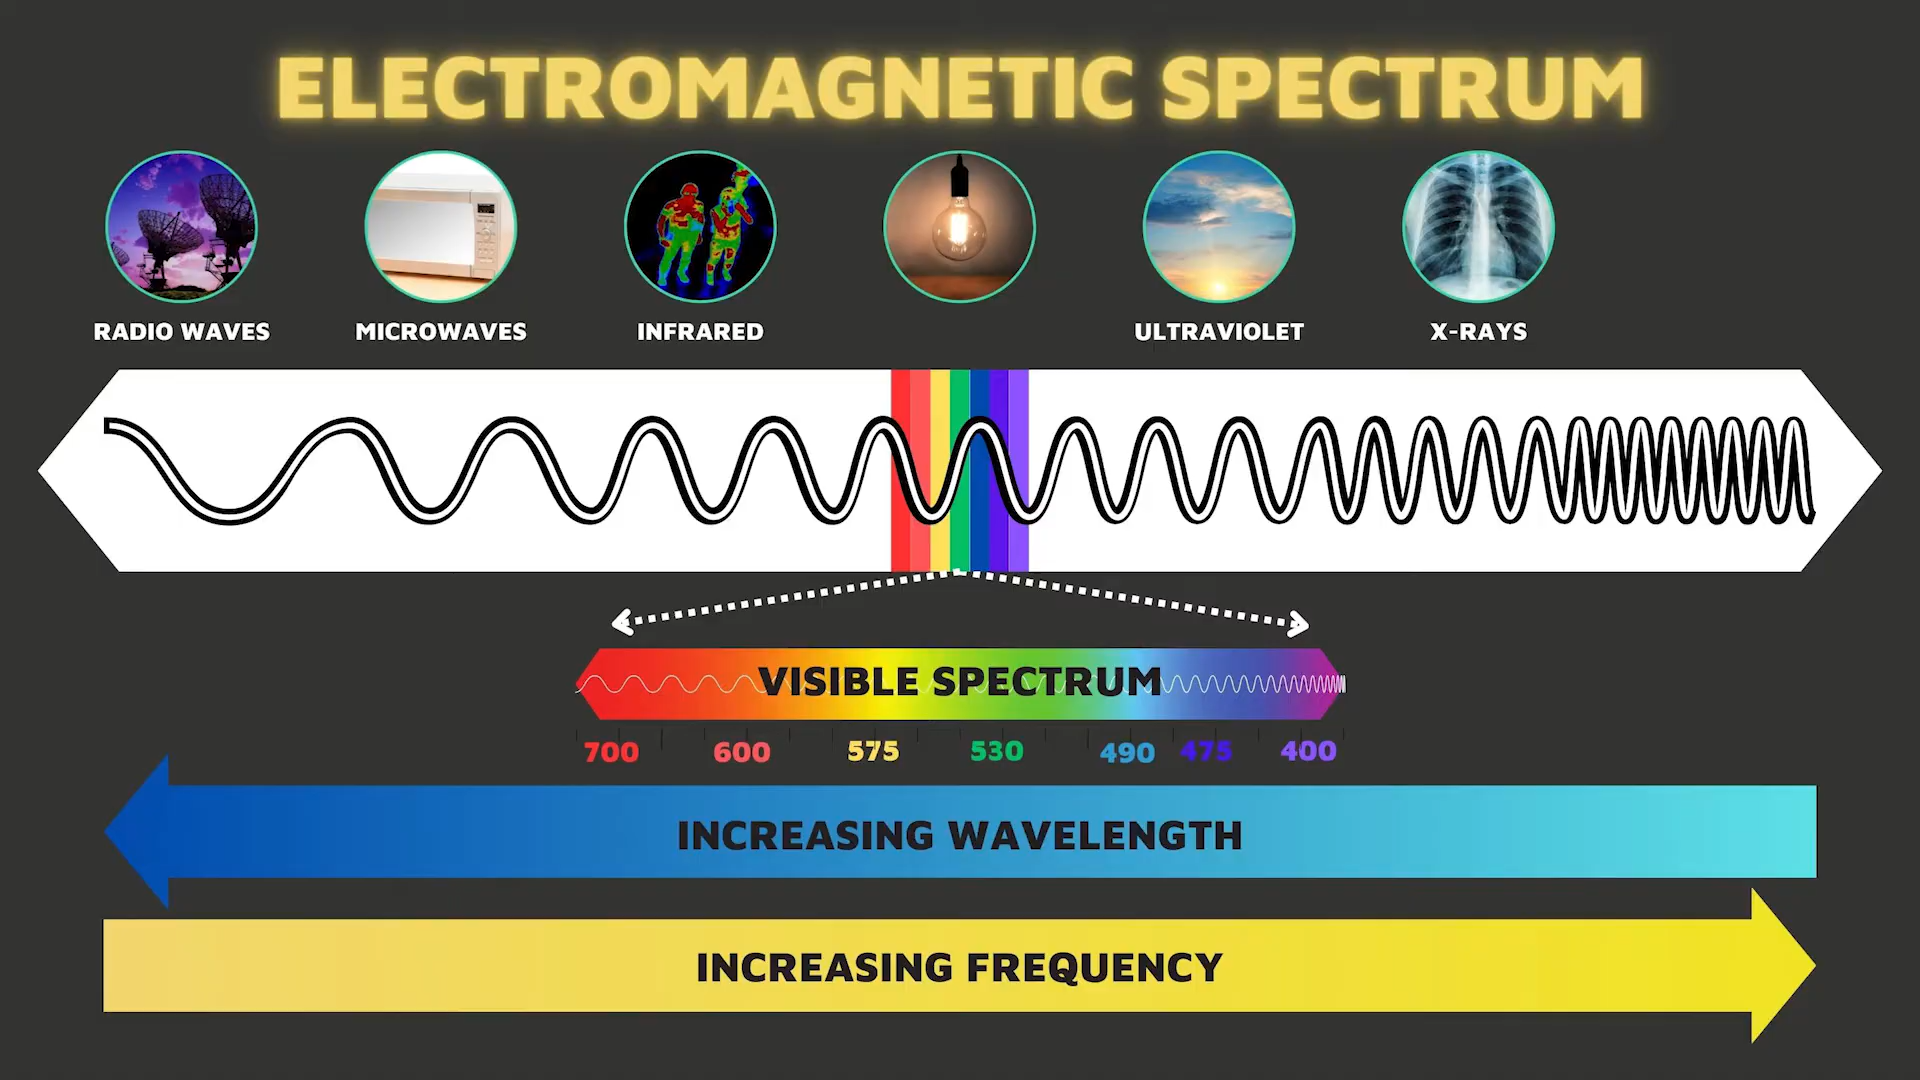 ELECTROMAGNETIC SPECTRUM
RADIO WAVES
MICROWAVES
INFRARED
ULTRAVIOLET
X-RAYS
VISIBLE SPECTRUM
700 600 575 530 490 475 400
INCREASING WAVELENGTH
INCREASING FREQUENCY